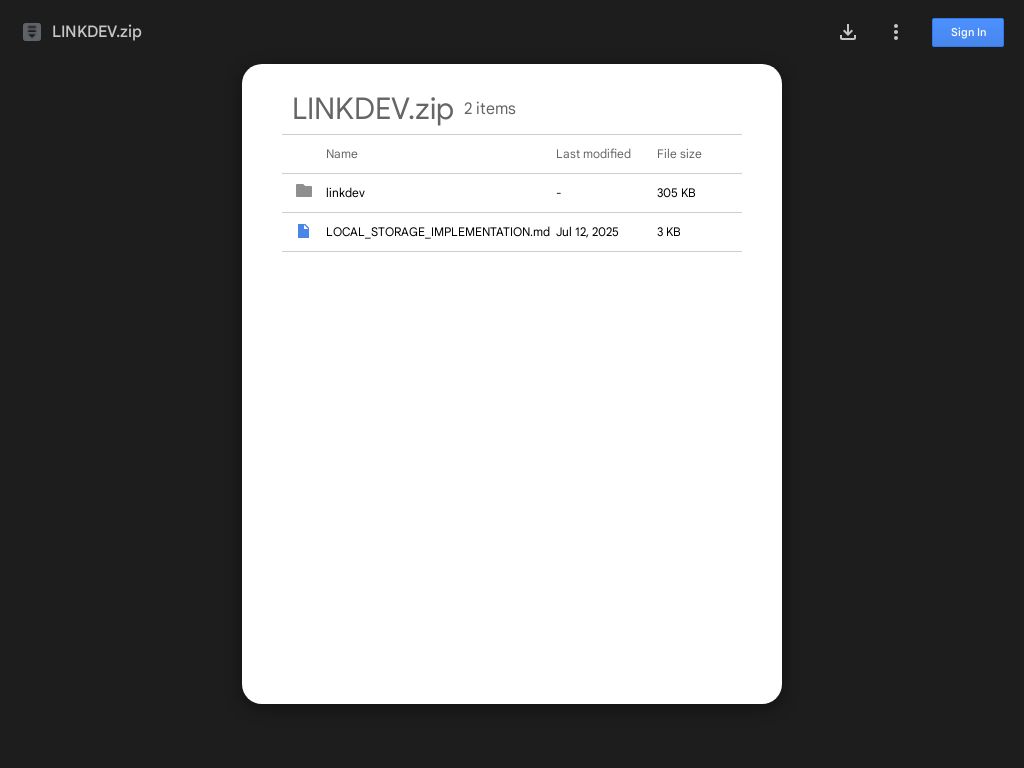 LINKDEV.zip
Sign In
LINKDEV.zip 2 items
Name Last modified File size
linkdev - 305 KB
LOCAL_STORAGE_IMPLEMENTATION.md Jul 12, 2025 3 KB